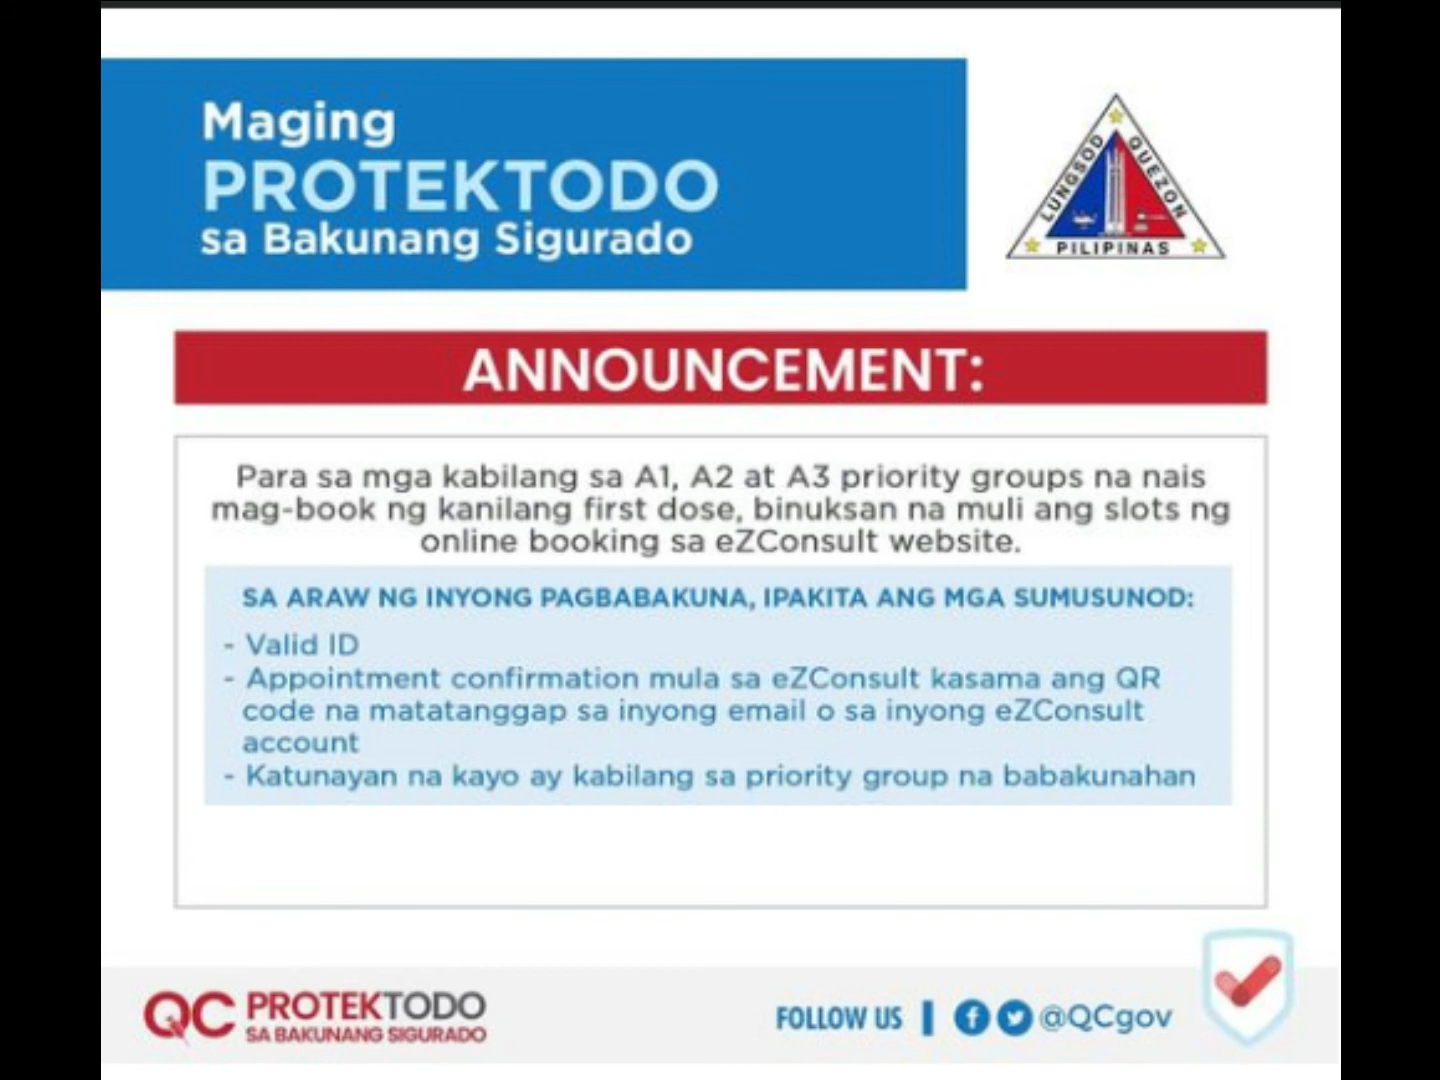 Maging
PROTEKTODO
sa Bakunang Sigurado
LUNGSOD QUEZON
PILIPINAS
ANNOUNCEMENT:
Para sa mga kabilang sa A1, A2 at A3 priority groups na nais
mag-book ng kanilang first dose, binuksan na muli ang slots ng
online booking sa eZConsult website.
SA ARAW NG INYONG PAGBABAKUNA, IPAKITA ANG MGA SUMUSUNOD:
- Valid ID
- Appointment confirmation mula sa eZConsult kasama ang QR
code na matatanggap sa inyong email o sa inyong eZConsult
account
- Katunayan na kayo ay kabilang sa priority group na babakunahan
QC PROTEKTODO
SA BAKUNANG SIGURADO
FOLLOW US | @QCgov